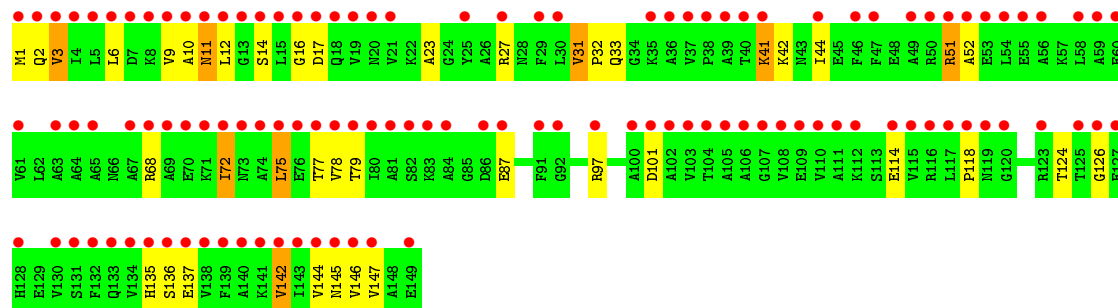 M1 Q2 V3 I4 L5 L6 D7 K8 V9 A10 N11 L12 G13 S14 L15 G16 D17 Q18 V19 N20 V21 K22 A23 G24 Y25 A26 R27 N28 F29 L30 V31 P32 Q33 G34 K35 A36 V37 P38 A39 T40 K41 K42 N43 I44 E45 F46 F47 E48 A49 R50 R51 A52 E53 L54 E55 A56 K57 L58 A59 E60
V61 L62 A63 A64 A65 N66 A67 R68 A69 E70 K71 I72 N73 A74 L75 E76 T77 V78 T79 I80 A81 S82 K83 A84 G85 D86 E87 F91 G92 R97 A100 D101 A102 V103 T104 A105 A106 G107 V108 E109 V110 A111 K112 S113 E114 V115 R116 L117 P118 N119 G120 R123 T124 T125 G126 E127
H128 E129 V130 S131 F132 Q133 V134 H135 S136 E137 V138 F139 A140 K141 V142 I143 V144 N145 V146 V147 A148 E149